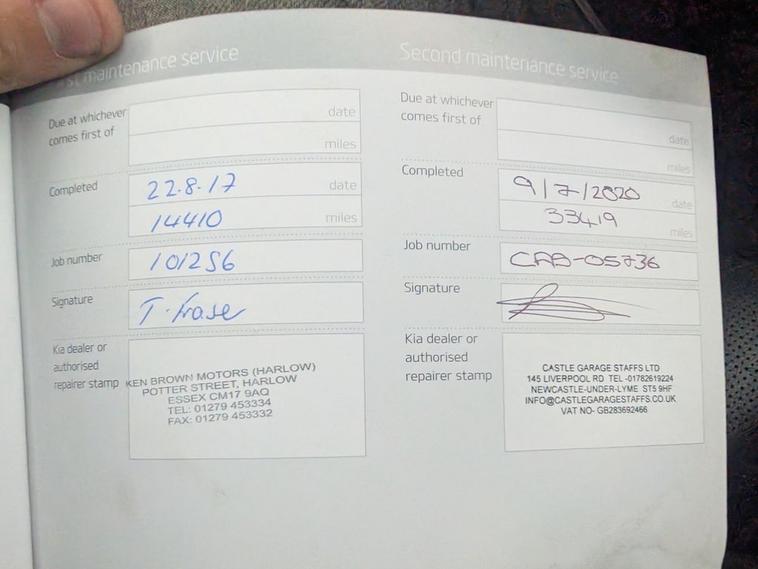 st maintenance service
Due at whichever
comes first of
date
miles
Completed
22.8.17 date
14410 miles
Job number
101256
Signature
T. Frase
Kia dealer or
authorised
repairer stamp
KEN BROWN MOTORS (HARLOW)
POTTER STREET, HARLOW
ESSEX CM17 9AQ
TEL: 01279 453334
FAX: 01279 453332
Second maintenance service
Due at whichever
comes first of
date
miles
Completed
9/7/2020 date
33419 miles
Job number
CAB-05736
Signature
Kia dealer or
authorised
repairer stamp
CASTLE GARAGE STAFFS LTD
145 LIVERPOOL RD TEL -01782619224
NEWCASTLE-UNDER-LYME ST5 9HF
INFO@CASTLEGARAGESTAFFS.CO.UK
VAT NO- GB283692466